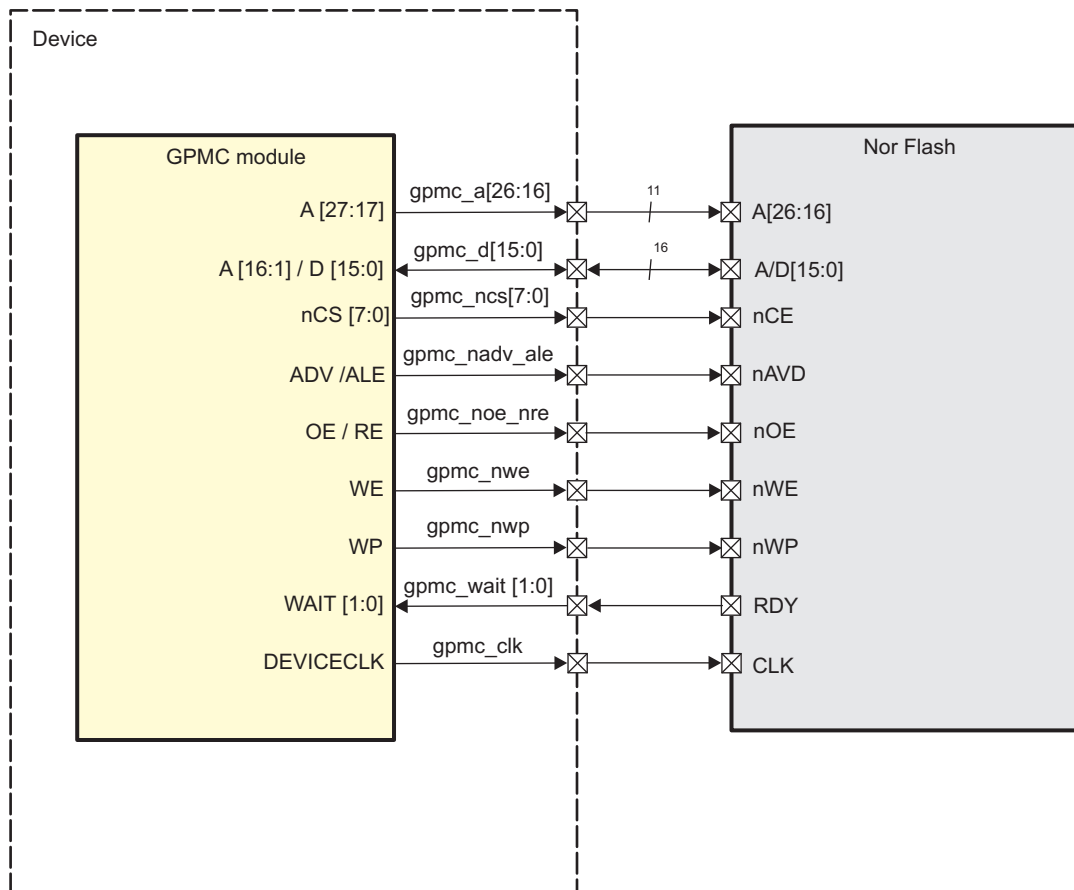 Device
GPMC module
Nor Flash
A [27:17]
gpmc_a[26:16]
11
A[26:16]
A [16:1] / D [15:0]
gpmc_d[15:0]
16
A/D[15:0]
nCS [7:0]
gpmc_ncs[7:0]
nCE
ADV /ALE
gpmc_nadv_ale
nAVD
OE / RE
gpmc_noe_nre
nOE
WE
gpmc_nwe
nWE
WP
gpmc_nwp
nWP
WAIT [1:0]
gpmc_wait [1:0]
RDY
DEVICECLK
gpmc_clk
CLK